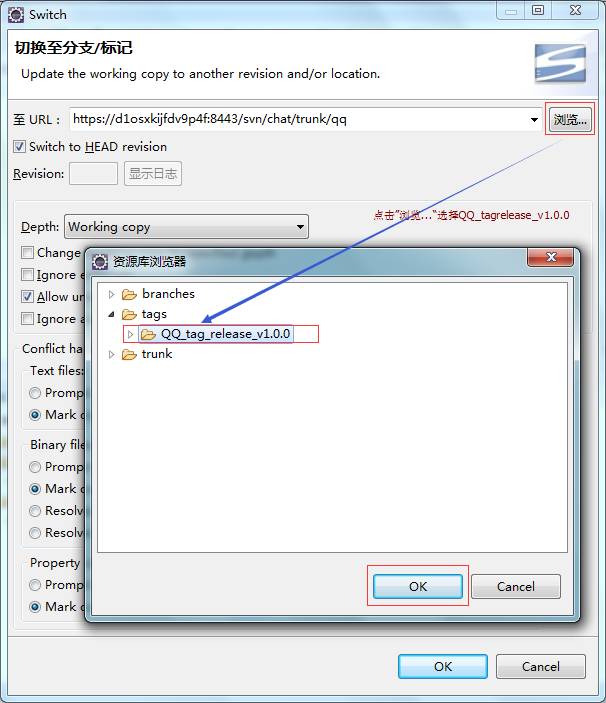 Switch
切换至分支/标记
Update the working copy to another revision and/or location.
至 URL：
https://d1osxkijfdv9p4f:8443/svn/chat/trunk/qq
浏览...
Switch to HEAD revision
Revision:
显示日志
点击”浏览...“选择QQ_tagrelease_v1.0.0
Depth: Working copy
Change
Ignore
Allow
Ignore
资源库浏览器
branches
tags
QQ_tag_release_v1.0.0
trunk
Conflict
Text files:
Promp
Mark
Binary file
Promp
Mark
Resolv
Resolv
Property
Promp
Mark
OK
Cancel
OK
Cancel